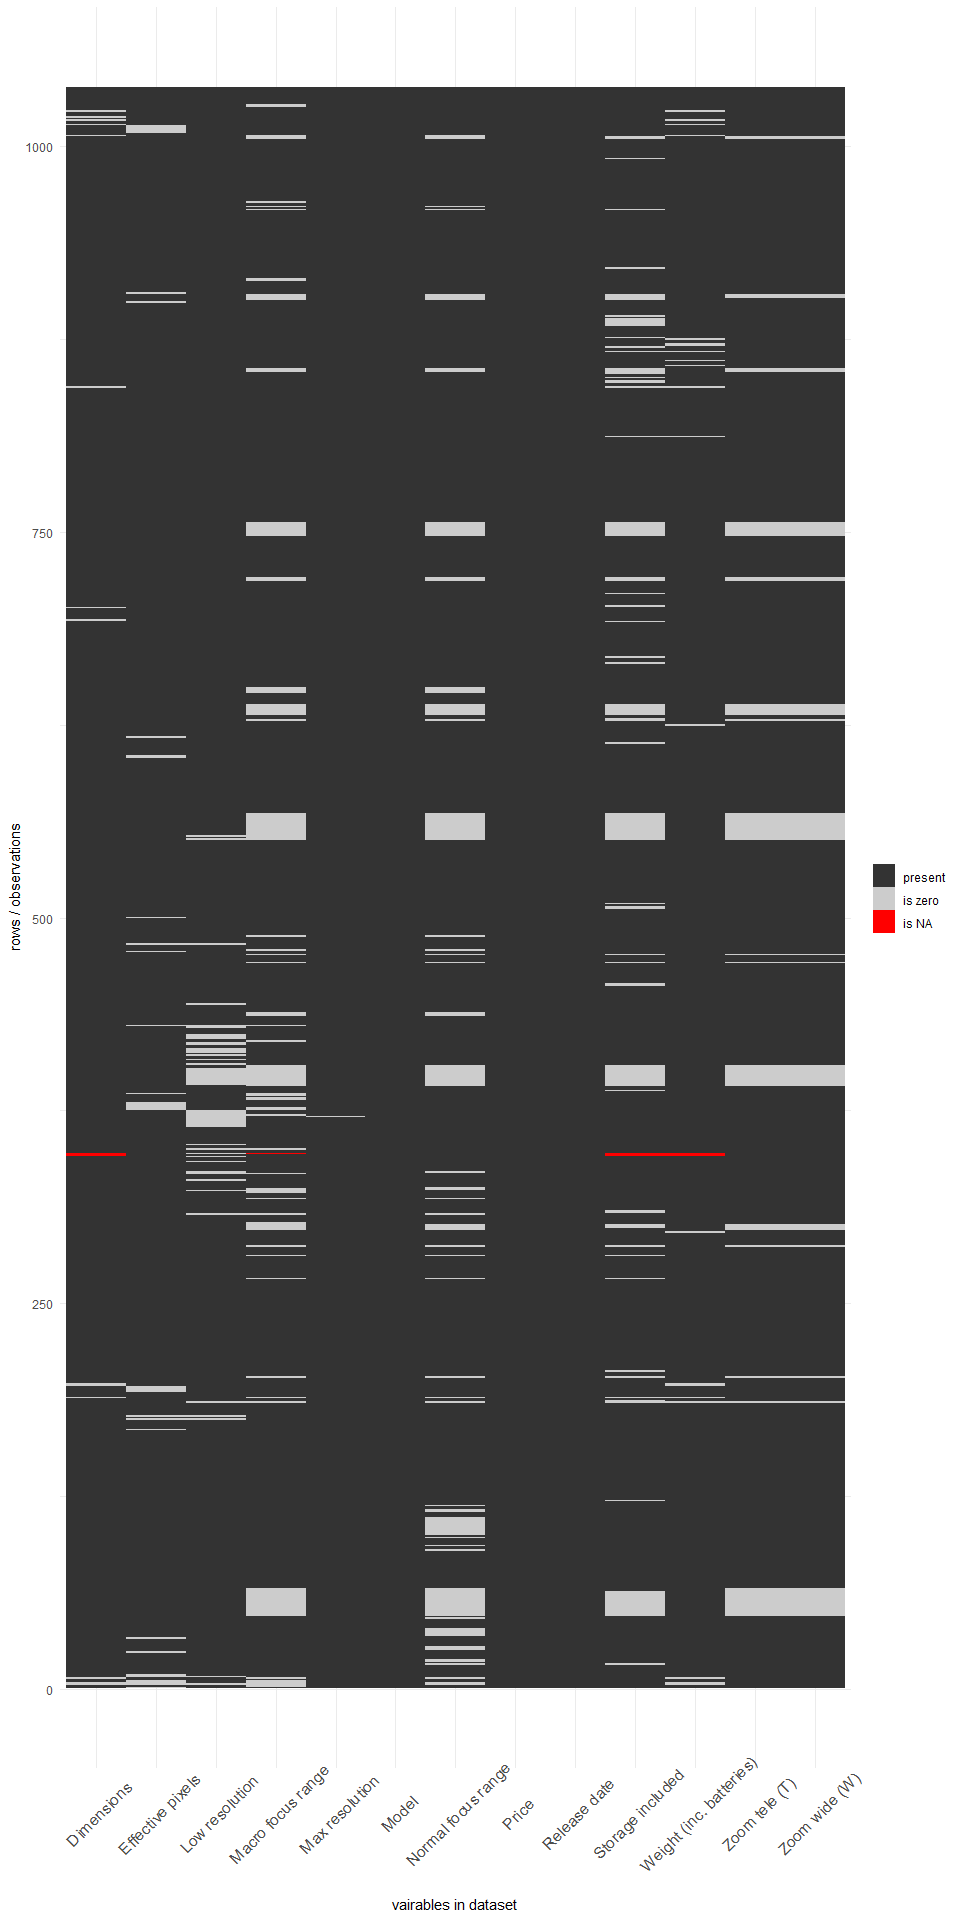 1000
750
500
250
0
rows / observations
present
is zero
is NA
Dimensions
Effective pixels
Low resolution
Macro focus range
Max resolution
Model
Normal focus range
Price
Release date
Storage included
Weight (inc. batteries)
Zoom tele (T)
Zoom wide (W)
vairables in dataset